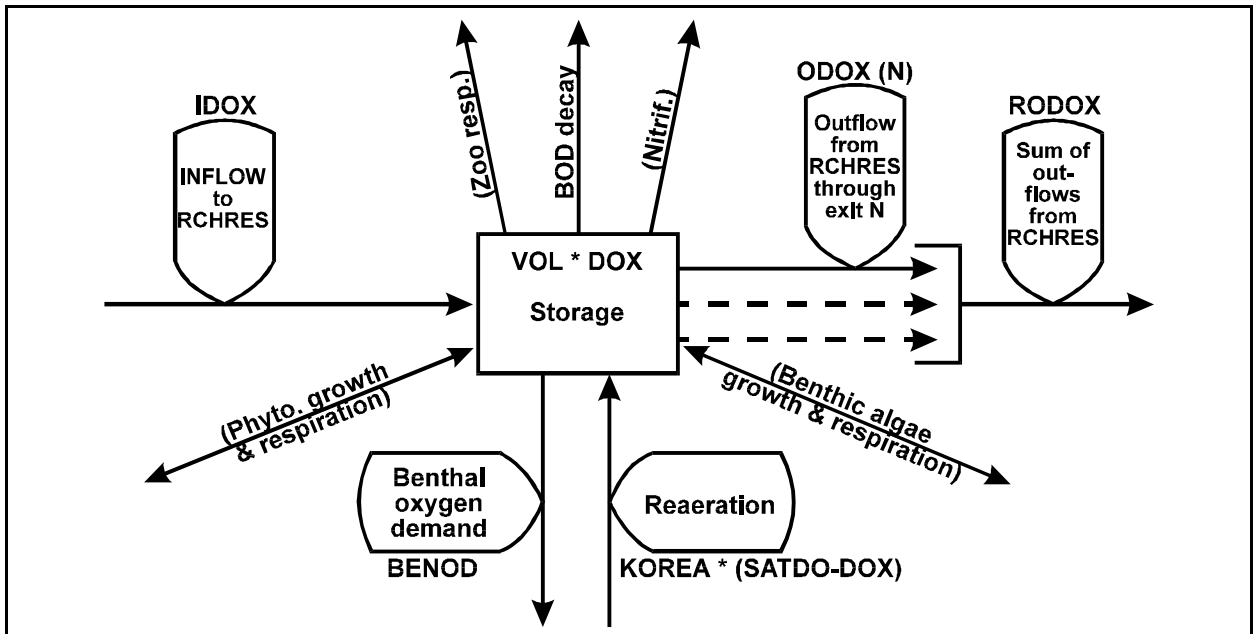 IDOX
INFLOW
to
RCHRES
(Zoo resp.)
BOD decay
(Nitrif.)
ODOX (N)
Outflow
from
RCHRES
through
exit N
RODOX
Sum of
out-
flows
from
RCHRES
VOL * DOX
Storage
(Phyto. growth
& respiration)
(Benthic algae
growth & respiration)
Benthal
oxygen
demand
BENOD
Reaeration
KOREA * (SATDO-DOX)